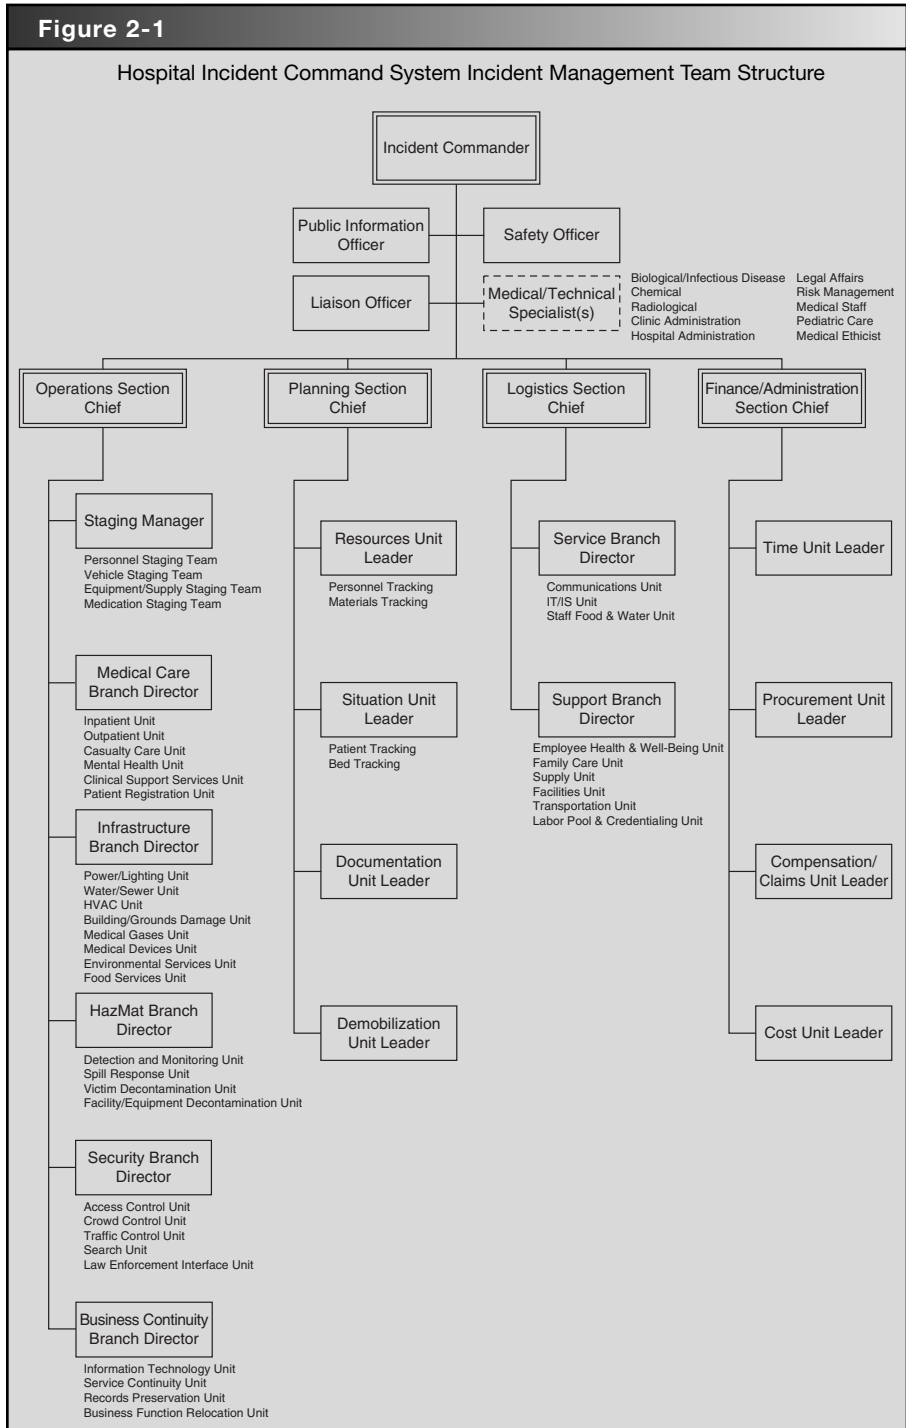 Figure 2-1
Hospital Incident Command System Incident Management Team Structure
Incident Commander
Public Information
Officer
Safety Officer
Liaison Officer
Medical/Technical
Specialist(s)
Biological/Infectious Disease
Chemical
Radiological
Clinic Administration
Hospital Administration
Legal Affairs
Risk Management
Medical Staff
Pediatric Care
Medical Ethicist
Operations Section
Chief
Planning Section
Chief
Logistics Section
Chief
Finance/Administration
Section Chief
Staging Manager
Personnel Staging Team
Vehicle Staging Team
Equipment/Supply Staging Team
Medication Staging Team
Medical Care
Branch Director
Inpatient Unit
Outpatient Unit
Casualty Care Unit
Mental Health Unit
Clinical Support Services Unit
Patient Registration Unit
Infrastructure
Branch Director
Power/Lighting Unit
Water/Sewer Unit
HVAC Unit
Building/Grounds Damage Unit
Medical Gases Unit
Medical Devices Unit
Environmental Services Unit
Food Services Unit
HazMat Branch
Director
Detection and Monitoring Unit
Spill Response Unit
Victim Decontamination Unit
Facility/Equipment Decontamination Unit
Security Branch
Director
Access Control Unit
Crowd Control Unit
Traffic Control Unit
Search Unit
Law Enforcement Interface Unit
Business Continuity
Branch Director
Information Technology Unit
Service Continuity Unit
Records Preservation Unit
Business Function Relocation Unit
Resources Unit
Leader
Personnel Tracking
Materials Tracking
Situation Unit
Leader
Patient Tracking
Bed Tracking
Documentation
Unit Leader
Demobilization
Unit Leader
Service Branch
Director
Communications Unit
IT/IS Unit
Staff Food & Water Unit
Support Branch
Director
Employee Health & Well-Being Unit
Family Care Unit
Supply Unit
Facilities Unit
Transportation Unit
Labor Pool & Credentialing Unit
Time Unit Leader
Procurement Unit
Leader
Compensation/
Claims Unit Leader
Cost Unit Leader